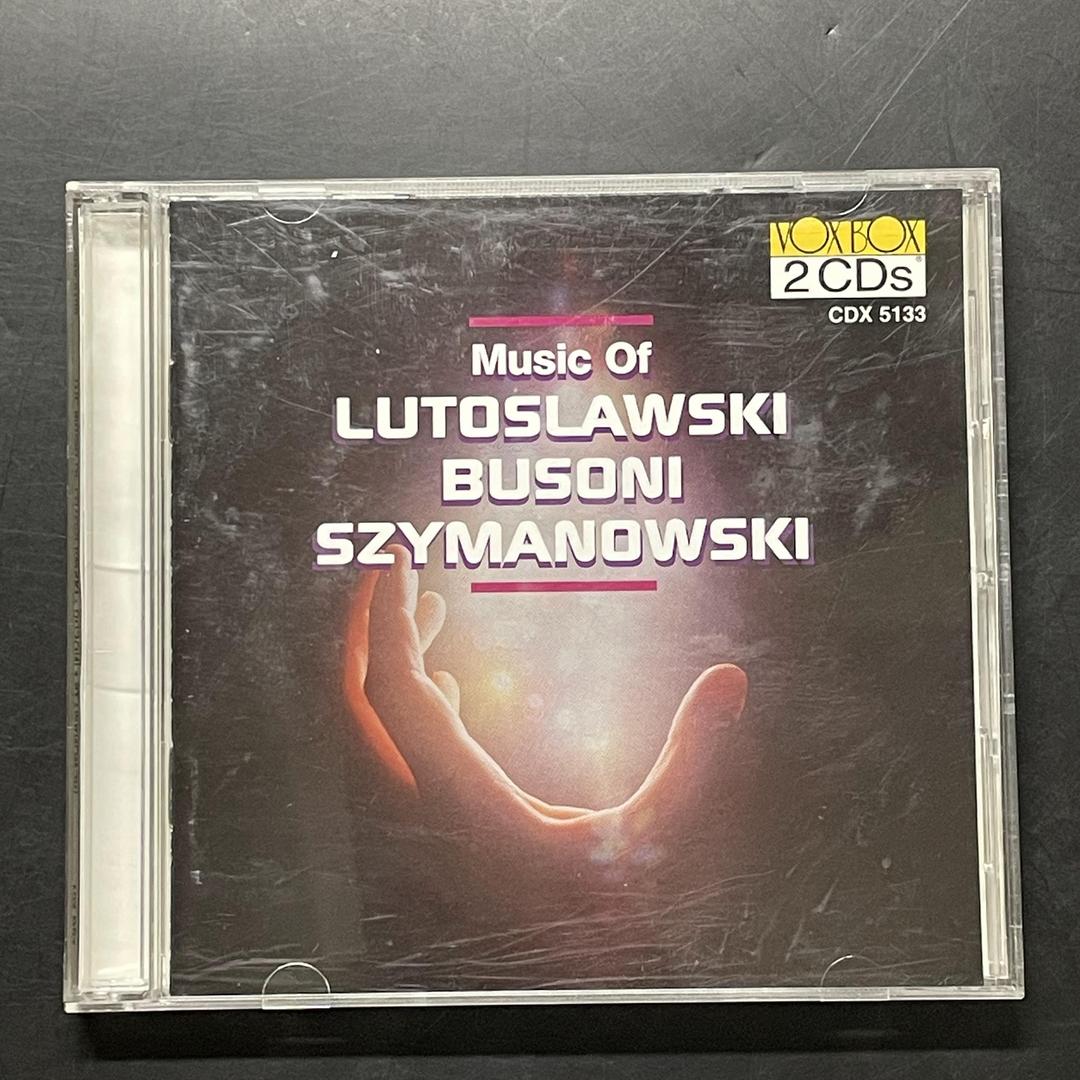 VOX BOX
2 CDs®
CDX 5133
Music Of
LUTOSLAWSKI
BUSONI
SZYMANOWSKI